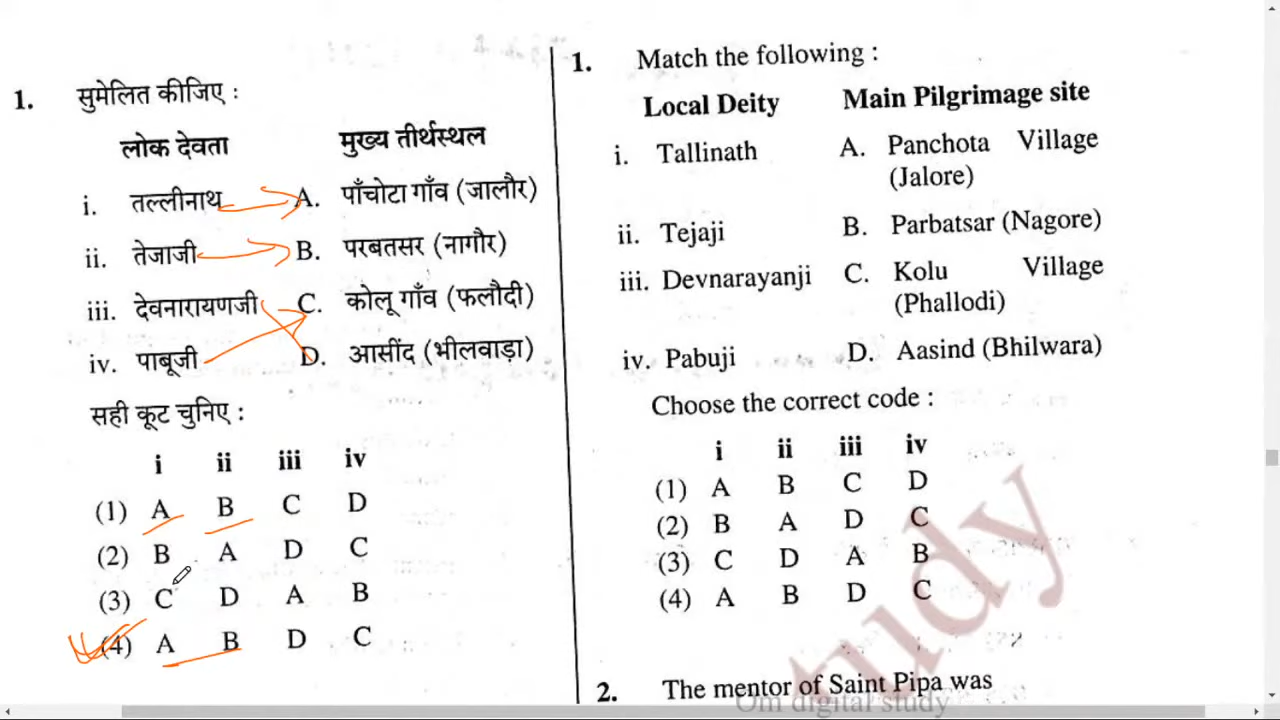 1. सुमेलित कीजिए :
लोक देवता मुख्य तीर्थस्थल
i. तल्लीनाथ A. पाँचोटा गाँव (जालौर)
ii. तेजाजी B. परबतसर (नागौर)
iii. देवनारायणजी C. कोलू गाँव (फलौदी)
iv. पाबूजी D. आसींद (भीलवाड़ा)
सही कूट चुनिए :
i ii iii iv
(1) A B C D
(2) B A D C
(3) C D A B
(4) A B D C
1. Match the following :
Local Deity Main Pilgrimage site
i. Tallinath A. Panchota Village
(Jalore)
ii. Tejaji B. Parbatsar (Nagore)
iii. Devnarayanji C. Kolu Village
(Phallodi)
iv. Pabuji D. Aasind (Bhilwara)
Choose the correct code :
i ii iii iv
(1) A B C D
(2) B A D C
(3) C D A B
(4) A B D C
2. The mentor of Saint Pipa was
Om digital study
tudy